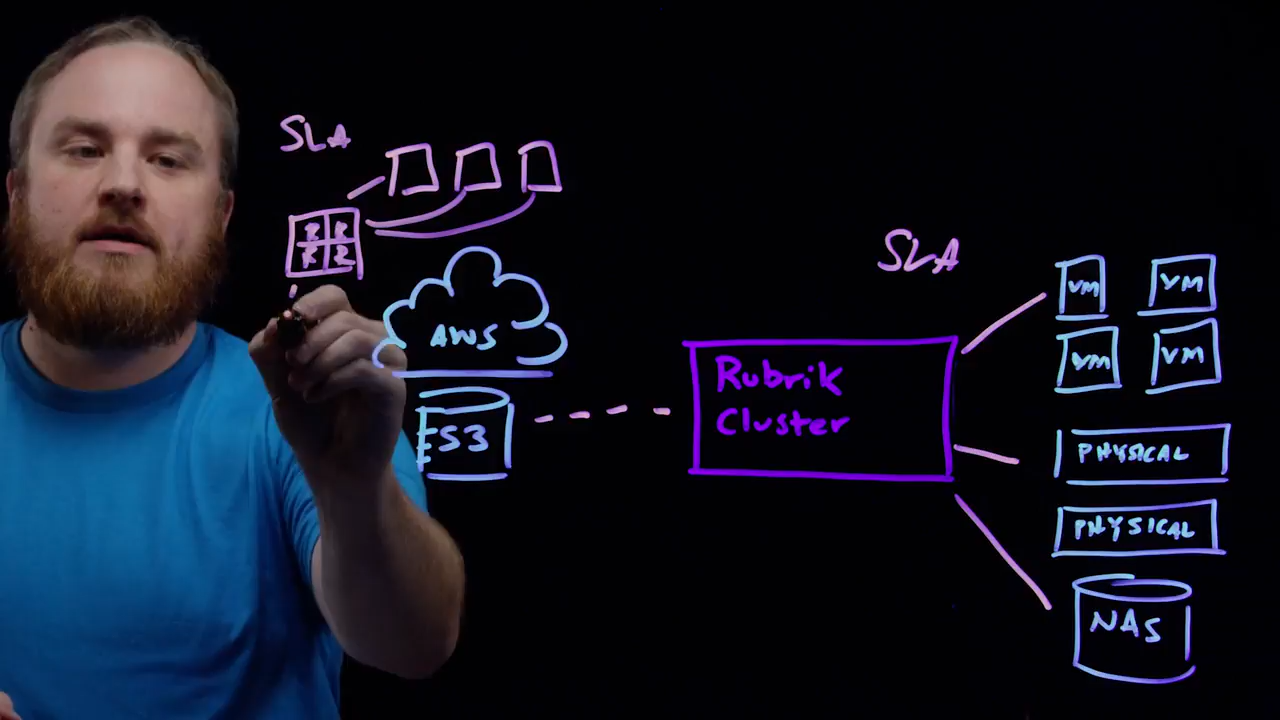 SLA
R R
R R
AWS
S3
Rubrik
Cluster
SLA
VM
VM
VM
VM
PHYSICAL
PHYSICAL
NAS